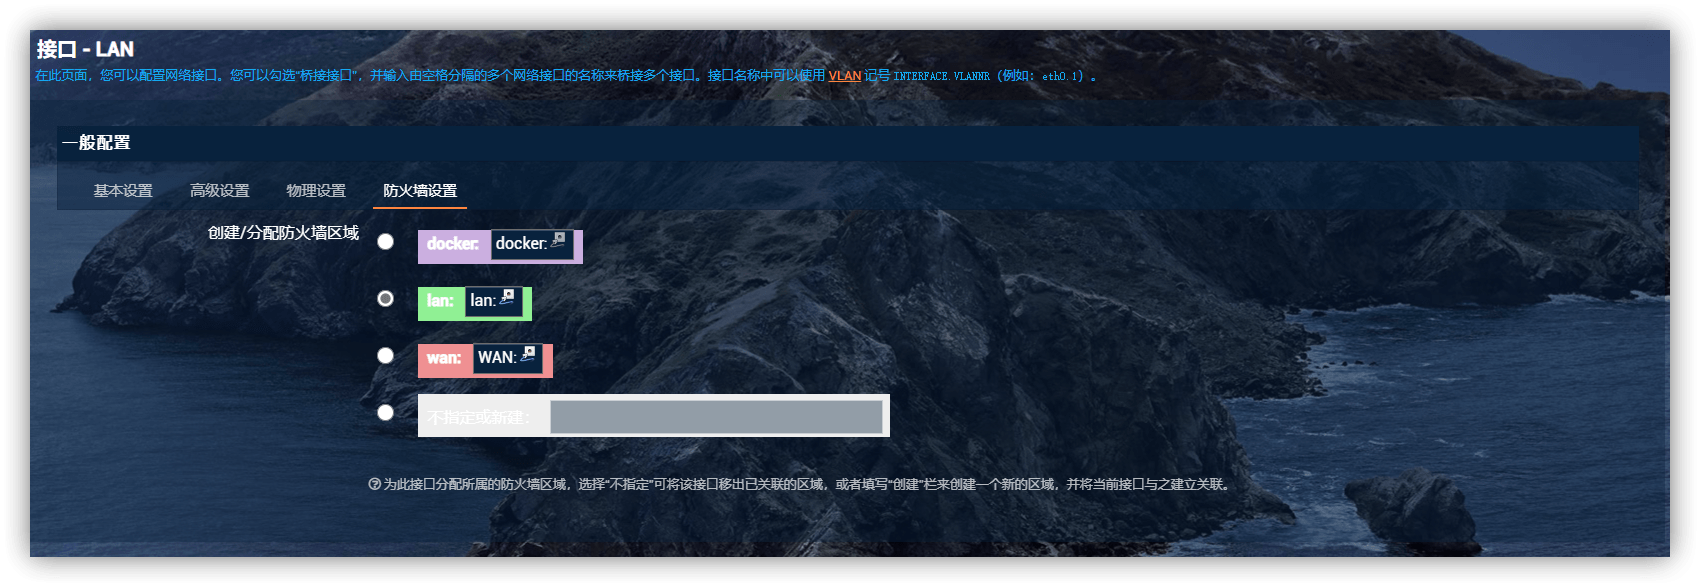 接口 - LAN
在此页面，您可以配置网络接口。您可以勾选“桥接接口”，并输入由空格分隔的多个网络接口的名称来桥接多个接口。接口名称中可以使用 VLAN 记号 INTERFACE.VLANNR（例如：eth0.1）。
一般配置
基本设置 高级设置 物理设置 防火墙设置
创建/分配防火墙区域
docker: docker:
lan: lan:
wan: WAN:
不指定或新建：
为此接口分配所属的防火墙区域，选择“不指定”可将该接口移出已关联的区域，或者填写“创建”栏来创建一个新的区域，并将当前接口与之建立关联。